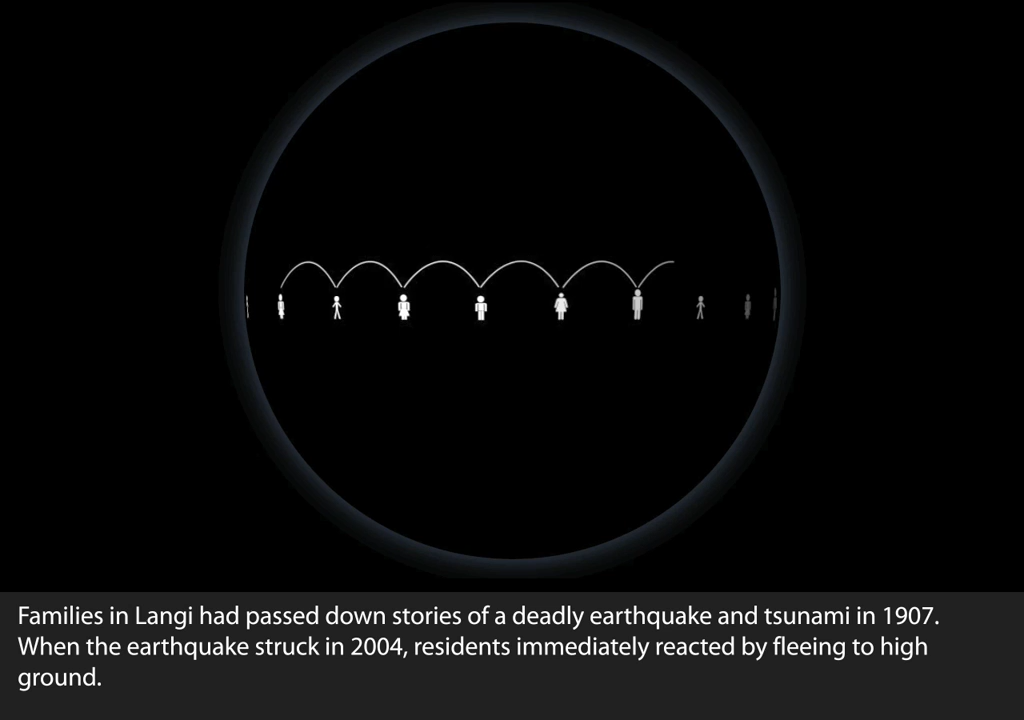 Families in Langi had passed down stories of a deadly earthquake and tsunami in 1907.
When the earthquake struck in 2004, residents immediately reacted by fleeing to high
ground.